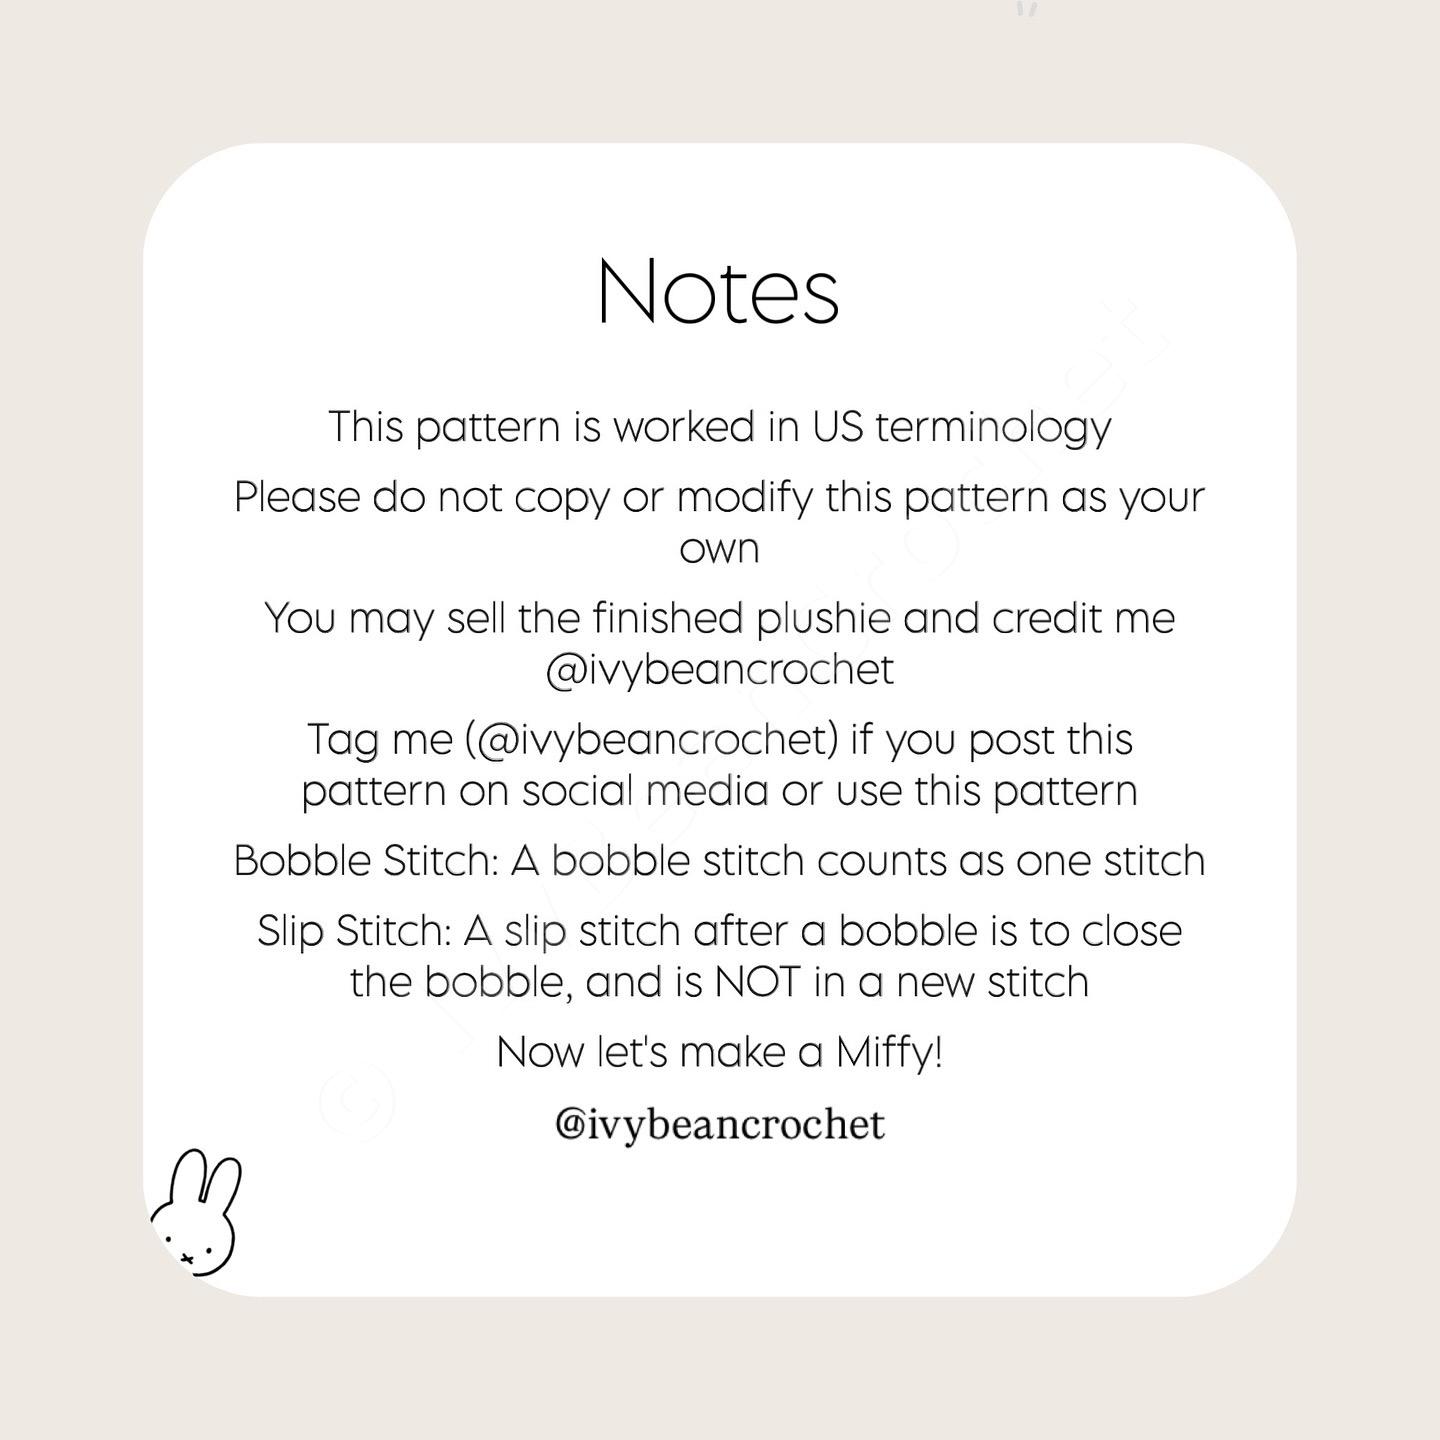 Notes
This pattern is worked in US terminology
Please do not copy or modify this pattern as your
own
You may sell the finished plushie and credit me
@ivybeancrochet
Tag me (@ivybeancrochet) if you post this
pattern on social media or use this pattern
Bobble Stitch: A bobble stitch counts as one stitch
Slip Stitch: A slip stitch after a bobble is to close
the bobble, and is NOT in a new stitch
Now let's make a Miffy!
@ivybeancrochet
© IvyBeanCrochet